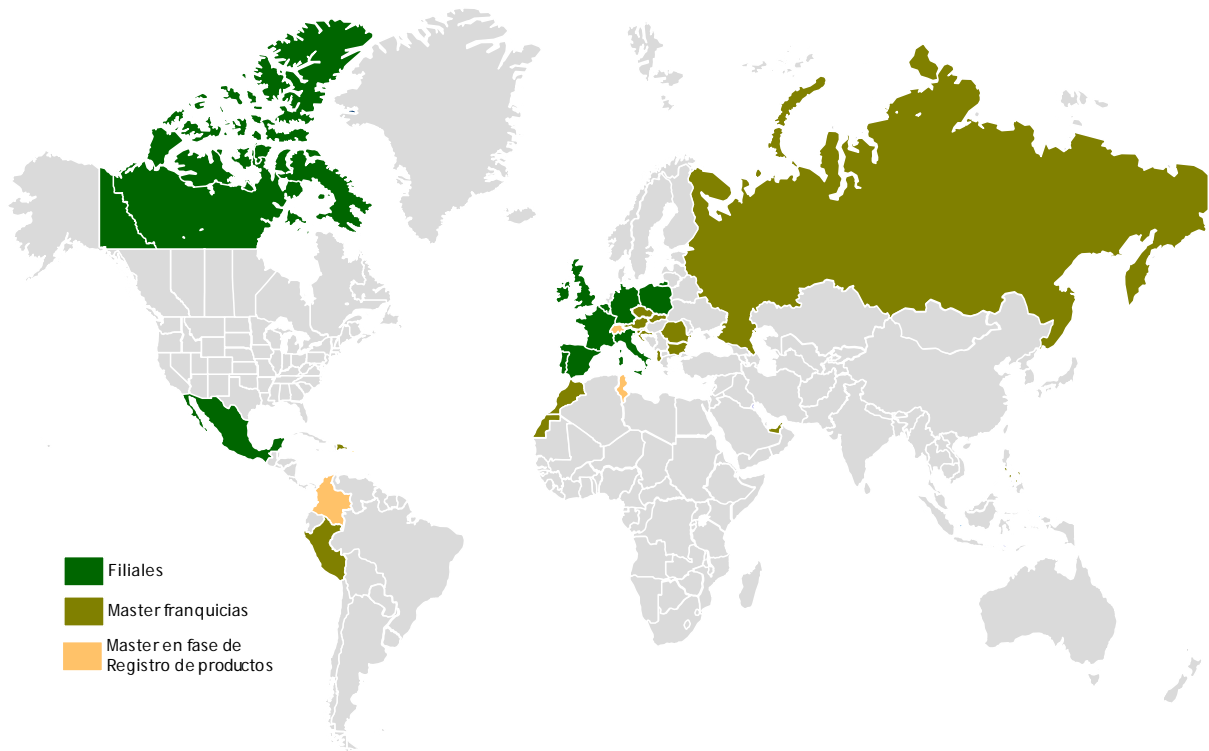 Filiales
Master franquicias
Master en fase de
Registro de productos